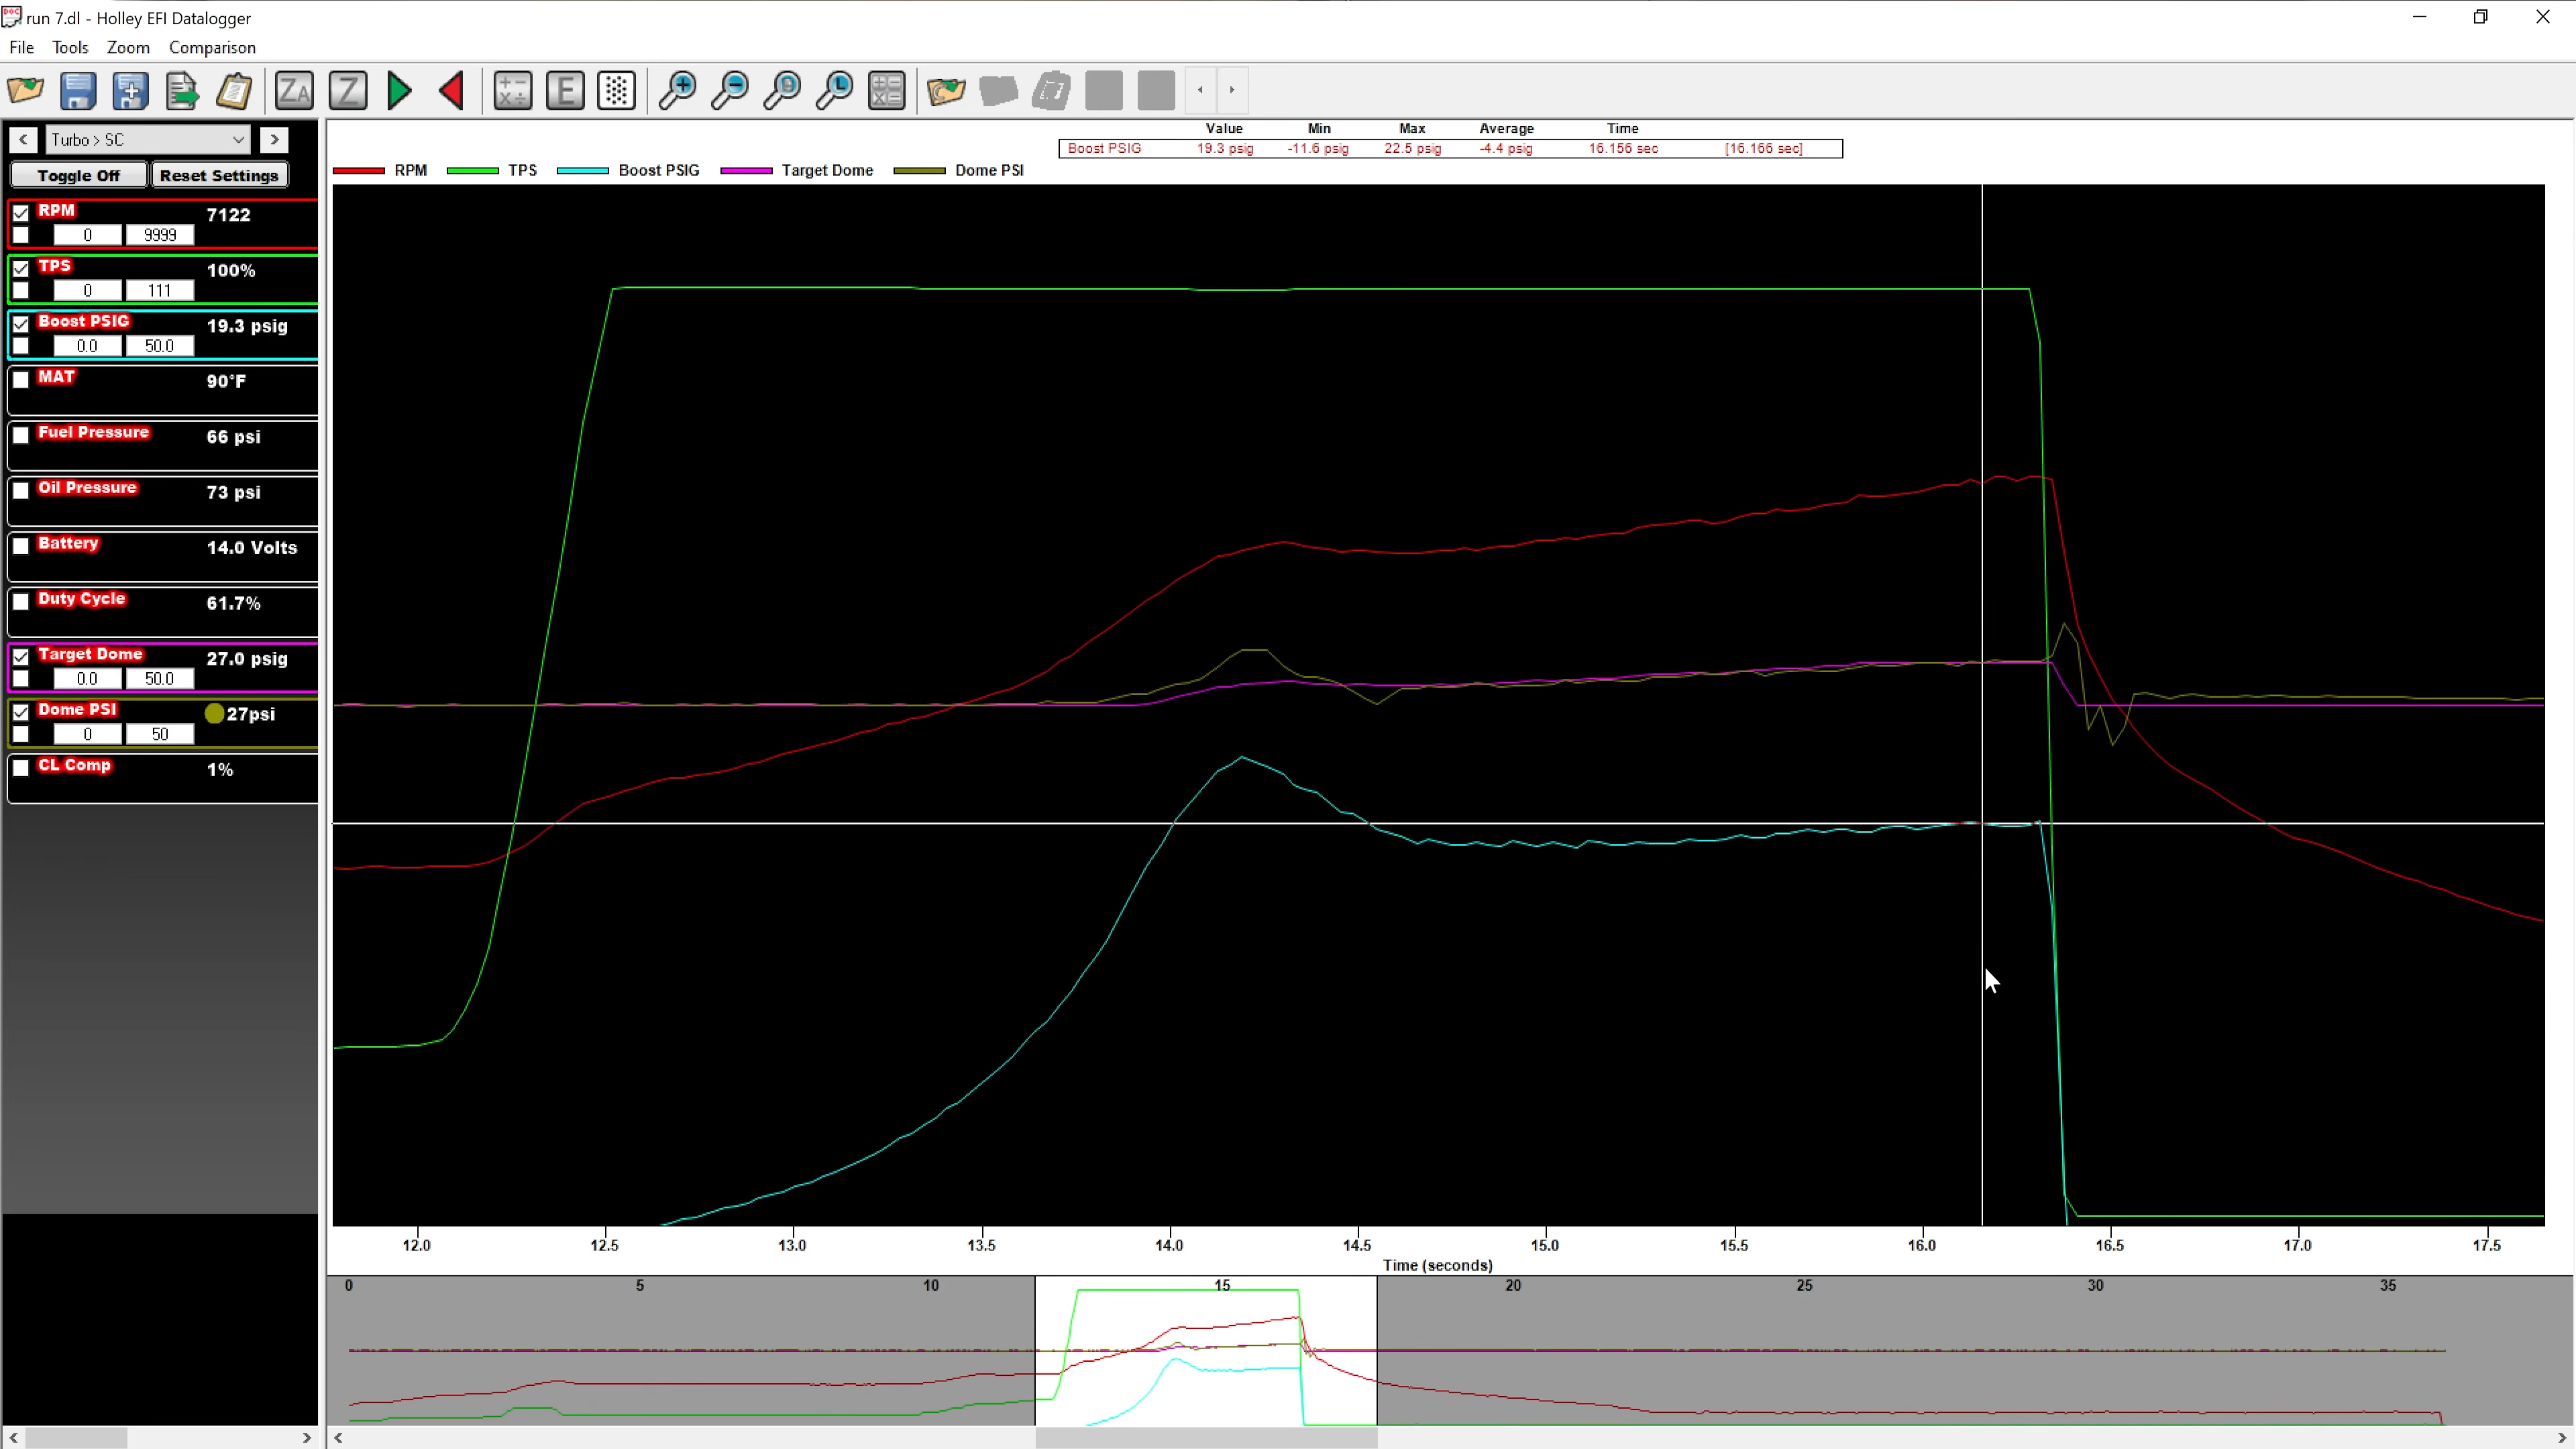 run 7.dl - Holley EFI Datalogger
File Tools Zoom Comparison
ZA Z E
Turbo > SC
Toggle Off Reset Settings
RPM 7122
0 9999
TPS 100%
0 111
Boost PSIG 19.3 psig
0.0 50.0
MAT 90°F
Fuel Pressure 66 psi
Oil Pressure 73 psi
Battery 14.0 Volts
Duty Cycle 61.7%
Target Dome 27.0 psig
0.0 50.0
Dome PSI 27psi
0 50
CL Comp 1%
Value Min Max Average Time
Boost PSIG 19.3 psig -11.6 psig 22.5 psig -4.4 psig 16.156 sec [16.166 sec]
RPM TPS Boost PSIG Target Dome Dome PSI
12.0 12.5 13.0 13.5 14.0 14.5 15.0 15.5 16.0 16.5 17.0 17.5
Time (seconds)
0 5 10 15 20 25 30 35